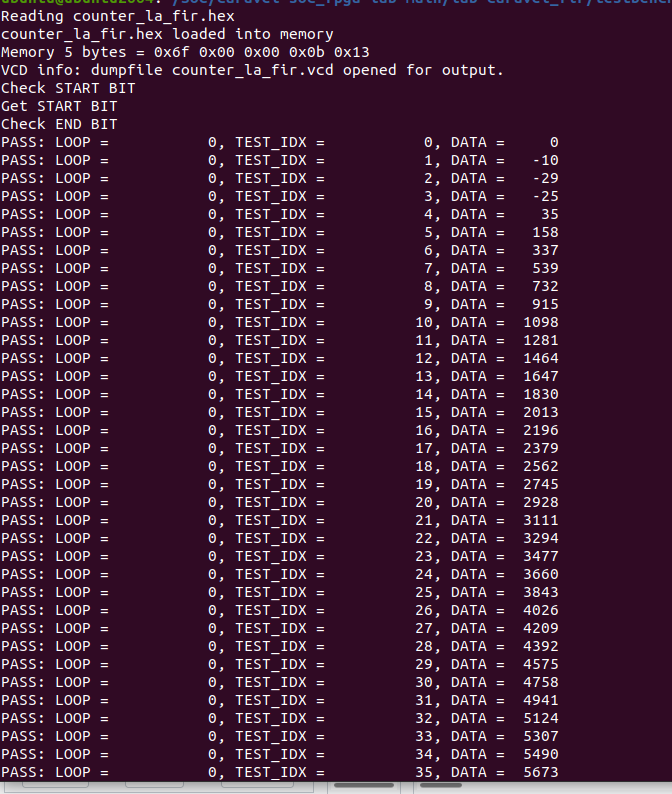 Reading counter_la_fir.hex
counter_la_fir.hex loaded into memory
Memory 5 bytes = 0x6f 0x00 0x00 0x0b 0x13
VCD info: dumpfile counter_la_fir.vcd opened for output.
Check START BIT
Get START BIT
Check END BIT
PASS: LOOP =           0, TEST_IDX =           0, DATA =     0
PASS: LOOP =           0, TEST_IDX =           1, DATA =   -10
PASS: LOOP =           0, TEST_IDX =           2, DATA =   -29
PASS: LOOP =           0, TEST_IDX =           3, DATA =   -25
PASS: LOOP =           0, TEST_IDX =           4, DATA =    35
PASS: LOOP =           0, TEST_IDX =           5, DATA =   158
PASS: LOOP =           0, TEST_IDX =           6, DATA =   337
PASS: LOOP =           0, TEST_IDX =           7, DATA =   539
PASS: LOOP =           0, TEST_IDX =           8, DATA =   732
PASS: LOOP =           0, TEST_IDX =           9, DATA =   915
PASS: LOOP =           0, TEST_IDX =          10, DATA =  1098
PASS: LOOP =           0, TEST_IDX =          11, DATA =  1281
PASS: LOOP =           0, TEST_IDX =          12, DATA =  1464
PASS: LOOP =           0, TEST_IDX =          13, DATA =  1647
PASS: LOOP =           0, TEST_IDX =          14, DATA =  1830
PASS: LOOP =           0, TEST_IDX =          15, DATA =  2013
PASS: LOOP =           0, TEST_IDX =          16, DATA =  2196
PASS: LOOP =           0, TEST_IDX =          17, DATA =  2379
PASS: LOOP =           0, TEST_IDX =          18, DATA =  2562
PASS: LOOP =           0, TEST_IDX =          19, DATA =  2745
PASS: LOOP =           0, TEST_IDX =          20, DATA =  2928
PASS: LOOP =           0, TEST_IDX =          21, DATA =  3111
PASS: LOOP =           0, TEST_IDX =          22, DATA =  3294
PASS: LOOP =           0, TEST_IDX =          23, DATA =  3477
PASS: LOOP =           0, TEST_IDX =          24, DATA =  3660
PASS: LOOP =           0, TEST_IDX =          25, DATA =  3843
PASS: LOOP =           0, TEST_IDX =          26, DATA =  4026
PASS: LOOP =           0, TEST_IDX =          27, DATA =  4209
PASS: LOOP =           0, TEST_IDX =          28, DATA =  4392
PASS: LOOP =           0, TEST_IDX =          29, DATA =  4575
PASS: LOOP =           0, TEST_IDX =          30, DATA =  4758
PASS: LOOP =           0, TEST_IDX =          31, DATA =  4941
PASS: LOOP =           0, TEST_IDX =          32, DATA =  5124
PASS: LOOP =           0, TEST_IDX =          33, DATA =  5307
PASS: LOOP =           0, TEST_IDX =          34, DATA =  5490
PASS: LOOP =           0, TEST_IDX =          35, DATA =  5673